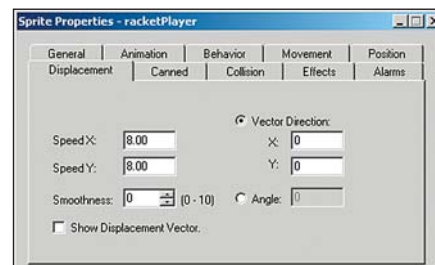 Sprite Properties - racketPlayer
General Animation Behavior Movement Position
Displacement Canned Collision Effects Alarms
Vector Direction:
Speed X: 8.00 X: 0
Speed Y: 8.00 Y: 0
Smoothness: 0 (0 - 10) Angle: 0
Show Displacement Vector.